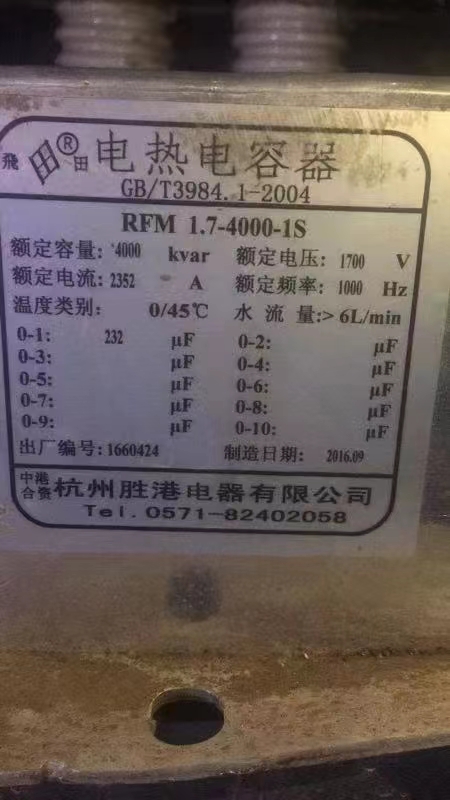 飛田®田 电热电容器
GB/T3984.1-2004
RFM 1.7-4000-1S
额定容量: 4000 kvar 额定电压: 1700 V
额定电流: 2352 A 额定频率: 1000 Hz
温度类别: 0/45℃ 水 流 量:> 6L/min
0-1: 232 μF 0-2: μF
0-3: μF 0-4: μF
0-5: μF 0-6: μF
0-7: μF 0-8: μF
0-9: μF 0-10: μF
出厂编号: 1660424 制造日期: 2016.09
中港合资 杭州胜港电器有限公司
Tel. 0571-82402058